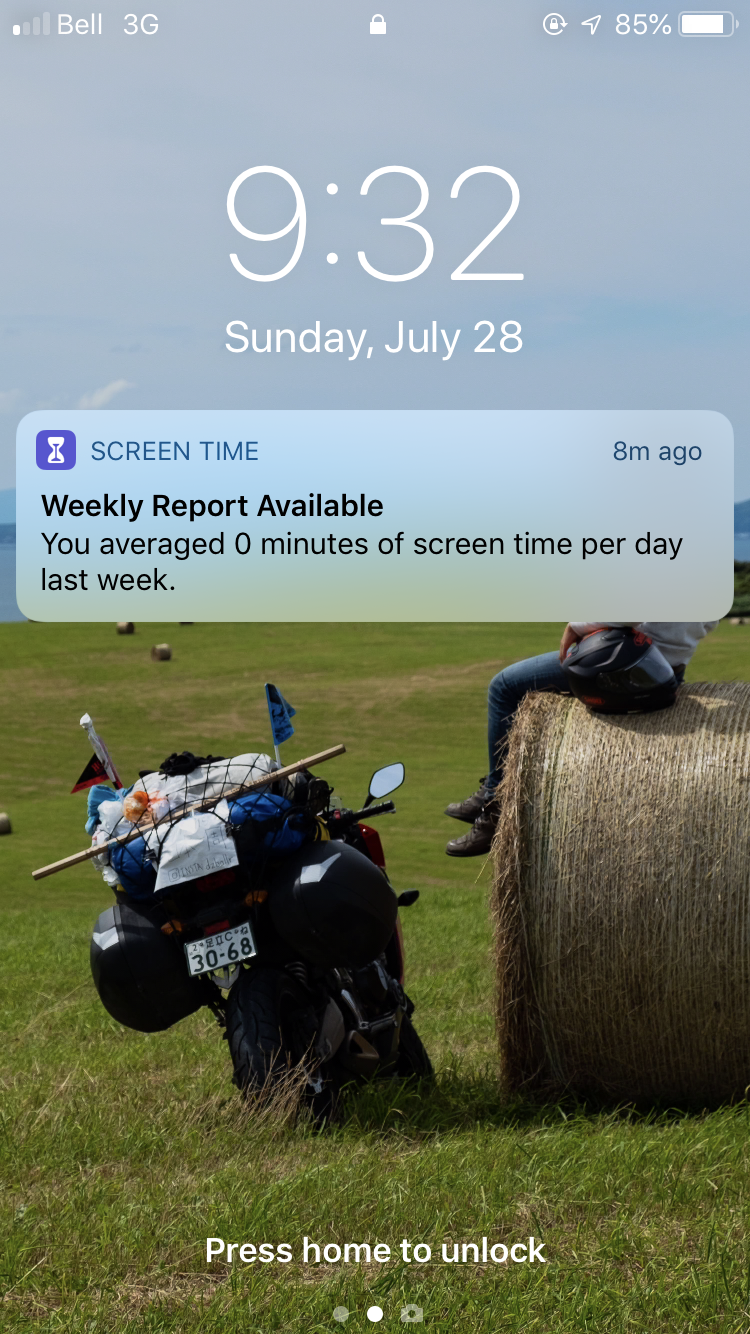 Bell 3G 85%
9:32
Sunday, July 28
SCREEN TIME 8m ago
Weekly Report Available
You averaged 0 minutes of screen time per day
last week.
30-68
Press home to unlock